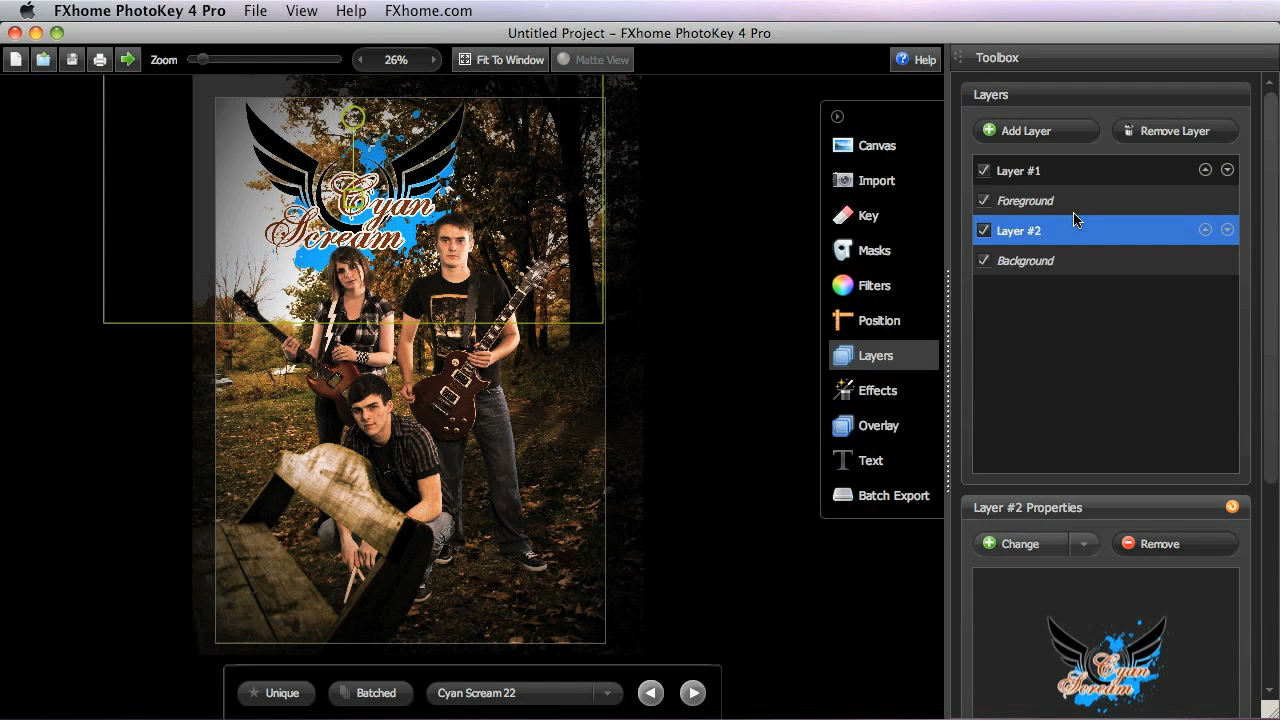 FXhome PhotoKey 4 Pro File View Help FXhome.com
Untitled Project - FXhome PhotoKey 4 Pro
Zoom 26% Fit To Window Matte View Help
Toolbox
Layers
Add Layer Remove Layer
Layer #1
Foreground
Layer #2
Background
Canvas
Import
Key
Masks
Filters
Position
Layers
Effects
Overlay
Text
Batch Export
Cyan
Scream
Layer #2 Properties
Change Remove
Cyan
Scream
Unique Batched Cyan Scream 22